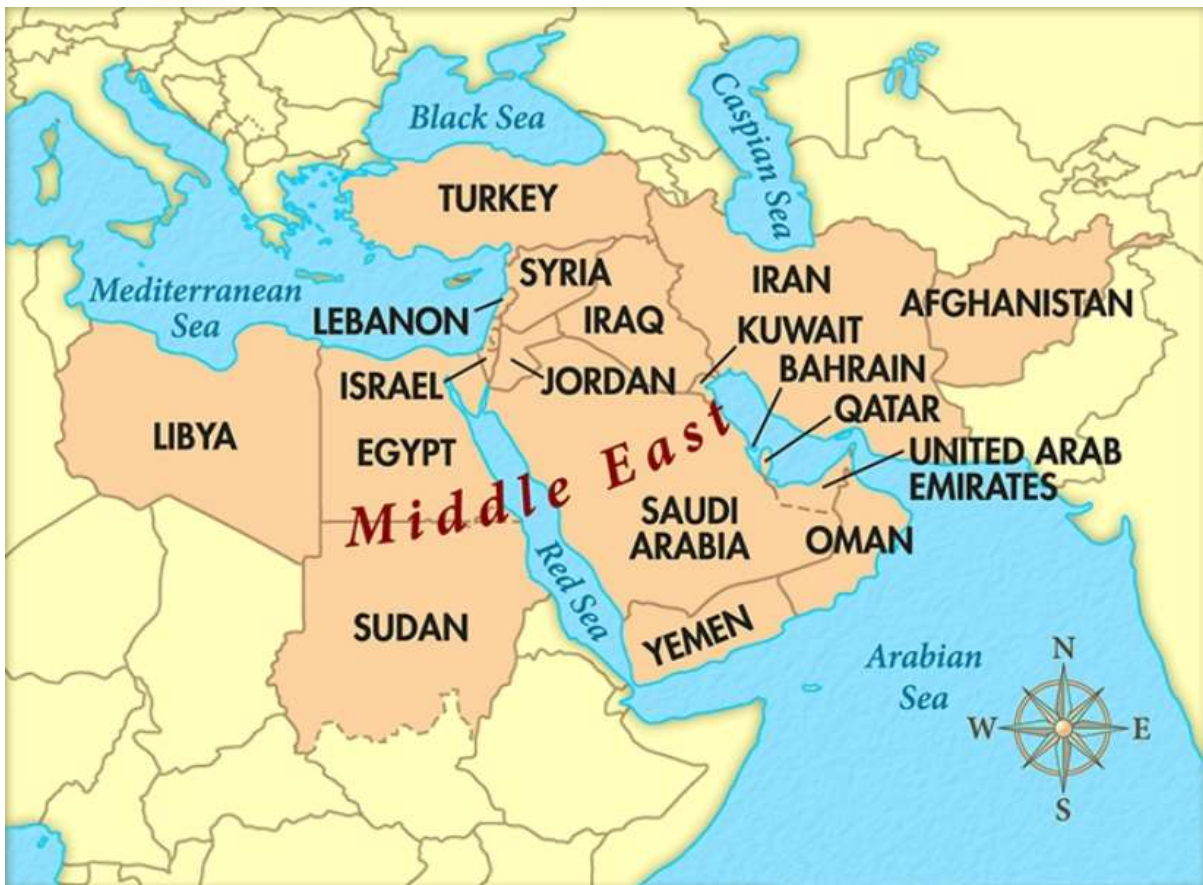 Black Sea
Caspian Sea
TURKEY
Mediterranean
Sea
SYRIA
LEBANON
IRAQ
IRAN
AFGHANISTAN
KUWAIT
BAHRAIN
ISRAEL
JORDAN
QATAR
LIBYA
EGYPT
Middle East
UNITED ARAB
EMIRATES
SAUDI
ARABIA
OMAN
Red Sea
SUDAN
YEMEN
Arabian
Sea
N
W
E
S